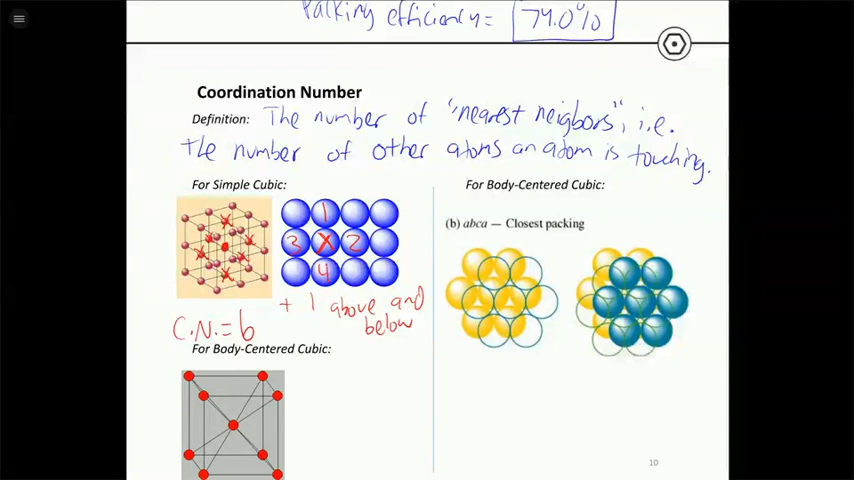 Packing efficiency = 74.0%
Coordination Number
Definition: The number of "nearest neigbors", i.e.
the number of other atoms an atom is touching.
For Simple Cubic:
1
3 X 2
4
+ 1 above and
below
C.N. = 6
For Body-Centered Cubic:
For Body-Centered Cubic:
(b) abca — Closest packing
10